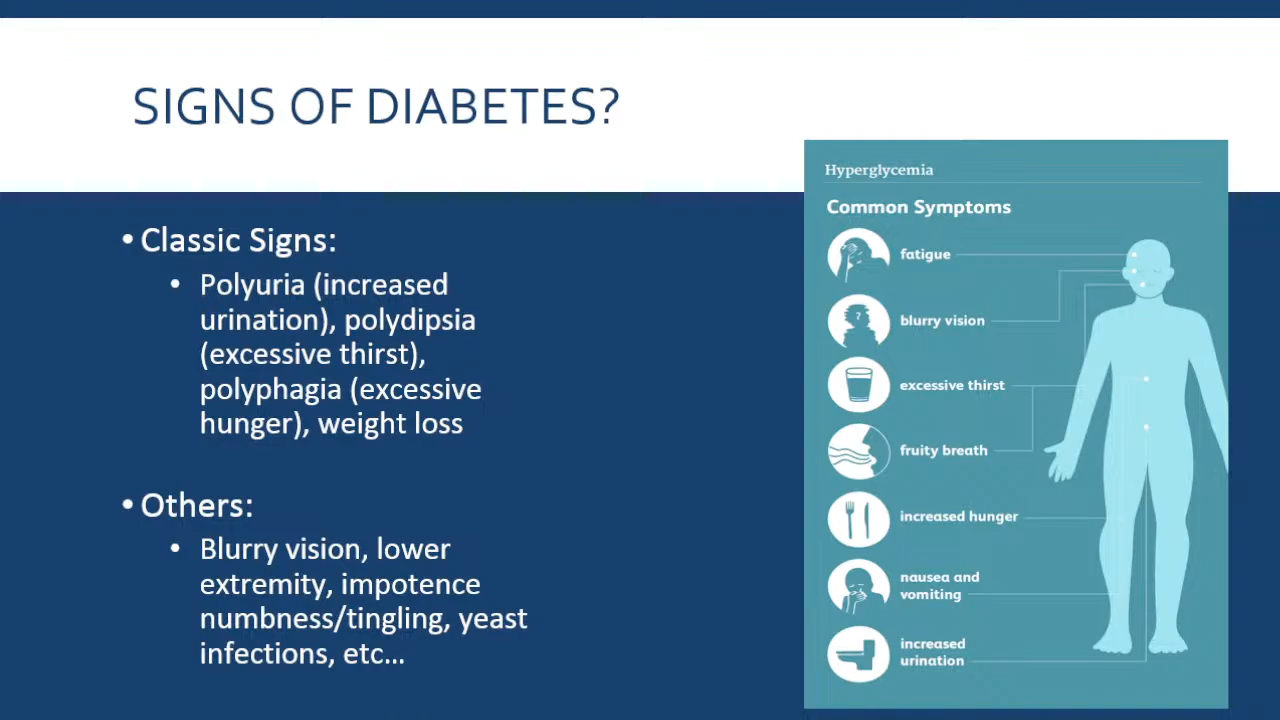 SIGNS OF DIABETES?
• Classic Signs:
• Polyuria (increased
urination), polydipsia
(excessive thirst),
polyphagia (excessive
hunger), weight loss
• Others:
• Blurry vision, lower
extremity, impotence
numbness/tingling, yeast
infections, etc...
Hyperglycemia
Common Symptoms
fatigue
blurry vision
?
excessive thirst
fruity breath
increased hunger
nausea and
vomiting
increased
urination